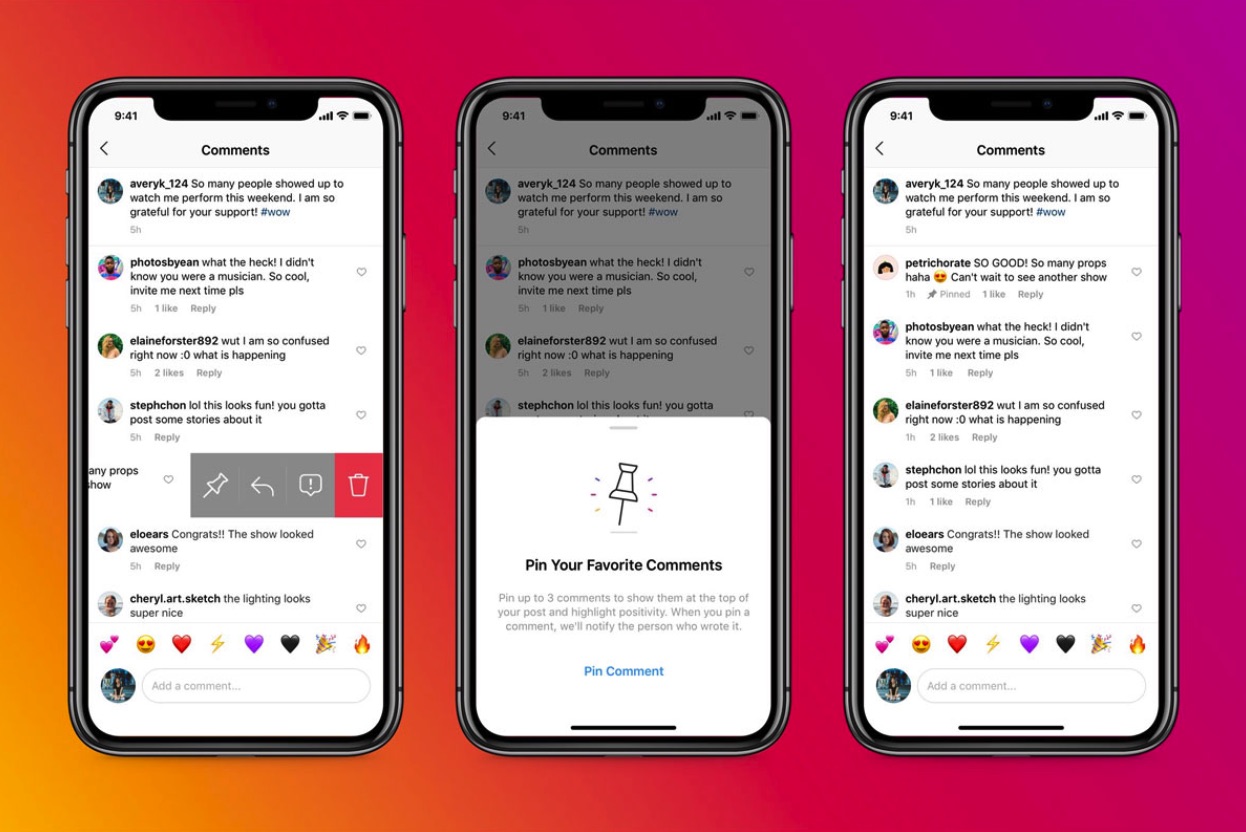 9:41
Comments
averyk_124 So many people showed up to
watch me perform this weekend. I am so
grateful for your support! #wow
5h
photosbyean what the heck! I didn't
know you were a musician. So cool,
invite me next time pls
5h 1 like Reply
elaineforster892 wut I am so confused
right now :0 what is happening
5h 2 likes Reply
stephchon lol this looks fun! you gotta
post some stories about it
5h Reply
any props
show
eloears Congrats!! The show looked
awesome
5h Reply
cheryl.art.sketch the lighting looks
super nice
Add a comment...
9:41
Comments
averyk_124 So many people showed up to
watch me perform this weekend. I am so
grateful for your support! #wow
5h
photosbyean what the heck! I didn't
know you were a musician. So cool,
invite me next time pls
5h 1 like Reply
elaineforster892 wut I am so confused
right now :0 what is happening
5h 2 likes Reply
stephchon lol this looks fun! you gotta
Pin Your Favorite Comments
Pin up to 3 comments to show them at the top of
your post and highlight positivity. When you pin a
comment, we'll notify the person who wrote it.
Pin Comment
9:41
Comments
averyk_124 So many people showed up to
watch me perform this weekend. I am so
grateful for your support! #wow
5h
petrichorate SO GOOD! So many props
haha 😍 Can't wait to see another show
1h Pinned 1 like Reply
photosbyean what the heck! I didn't
know you were a musician. So cool,
invite me next time pls
5h 1 like Reply
elaineforster892 wut I am so confused
right now :0 what is happening
1h 2 likes Reply
stephchon lol this looks fun! you gotta
post some stories about it
1h 1 like Reply
eloears Congrats!! The show looked
awesome
5h Reply
cheryl.art.sketch the lighting looks
super nice
Add a comment...